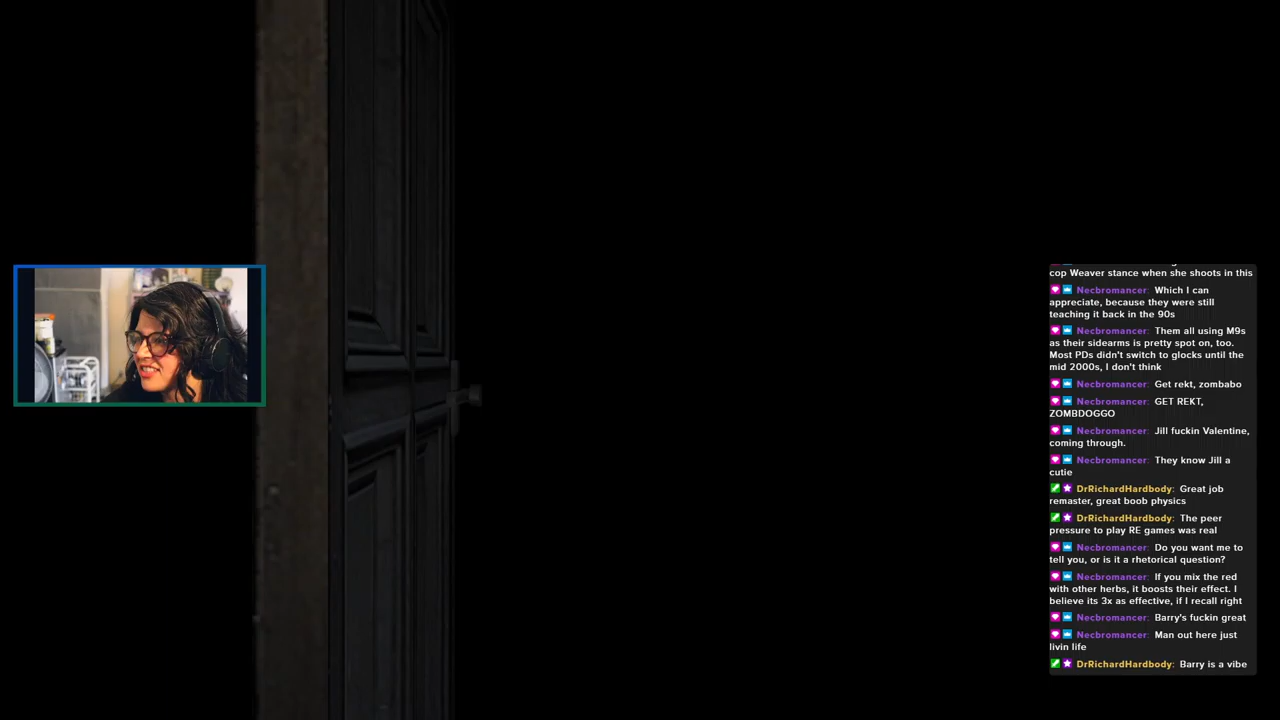 cop Weaver stance when she shoots in this
Necbromancer: Which I can
appreciate, because they were still
teaching it back in the 90s
Necbromancer: Them all using M9s
as their sidearms is pretty spot on, too.
Most PDs didn't switch to glocks until the
mid 2000s, I don't think
Necbromancer: Get rekt, zombabo
Necbromancer: GET REKT,
ZOMBDOGGO
Necbromancer: Jill fuckin Valentine,
coming through.
Necbromancer: They know Jill a
cutie
DrRichardHardbody: Great job
remaster, great boob physics
DrRichardHardbody: The peer
pressure to play RE games was real
Necbromancer: Do you want me to
tell you, or is it a rhetorical question?
Necbromancer: If you mix the red
with other herbs, it boosts their effect. I
believe its 3x as effective, if I recall right
Necbromancer: Barry's fuckin great
Necbromancer: Man out here just
livin life
DrRichardHardbody: Barry is a vibe